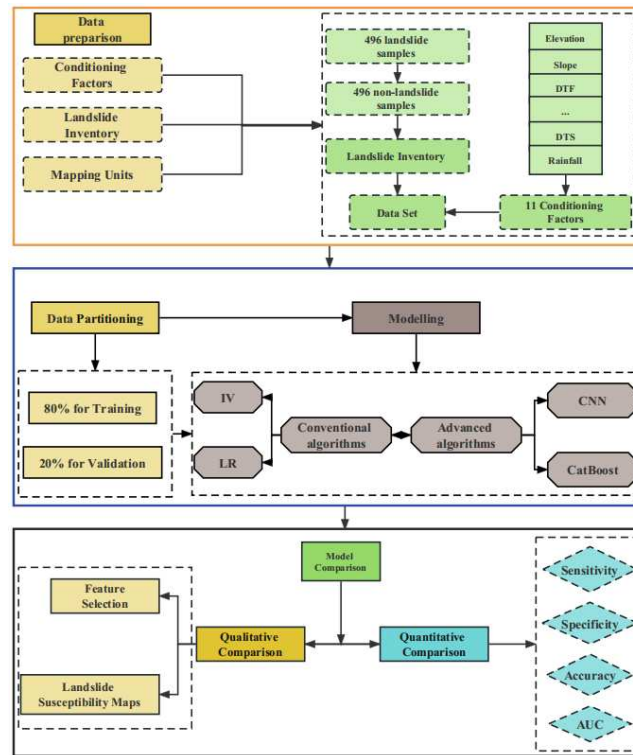 Data
preparison
Conditioning
Factors
Landslide
Inventory
Mapping Units
496 landslide
samples
496 non-landslide
samples
Landslide Inventory
Data Set
Elevation
Slope
DTF
...
DTS
Rainfall
11 Conditioning
Factors
Data Partitioning
Modelling
80% for Training
20% for Validation
IV
LR
Conventional
algorithms
Advanced
algorithms
CNN
CatBoost
Model
Comparison
Feature
Selection
Landslide
Susceptibility Maps
Qualitative
Comparison
Quantitative
Comparison
Sensitivity
Specificity
Accuracy
AUC